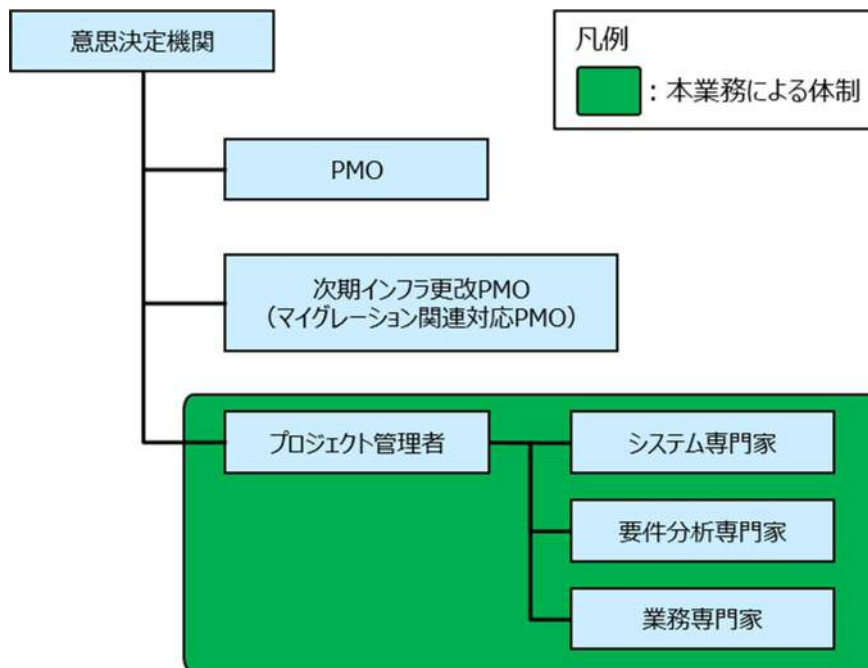 意思決定機関
凡例
：本業務による体制
PMO
次期インフラ更改PMO
（マイグレーション関連対応PMO）
プロジェクト管理者
システム専門家
要件分析専門家
業務専門家